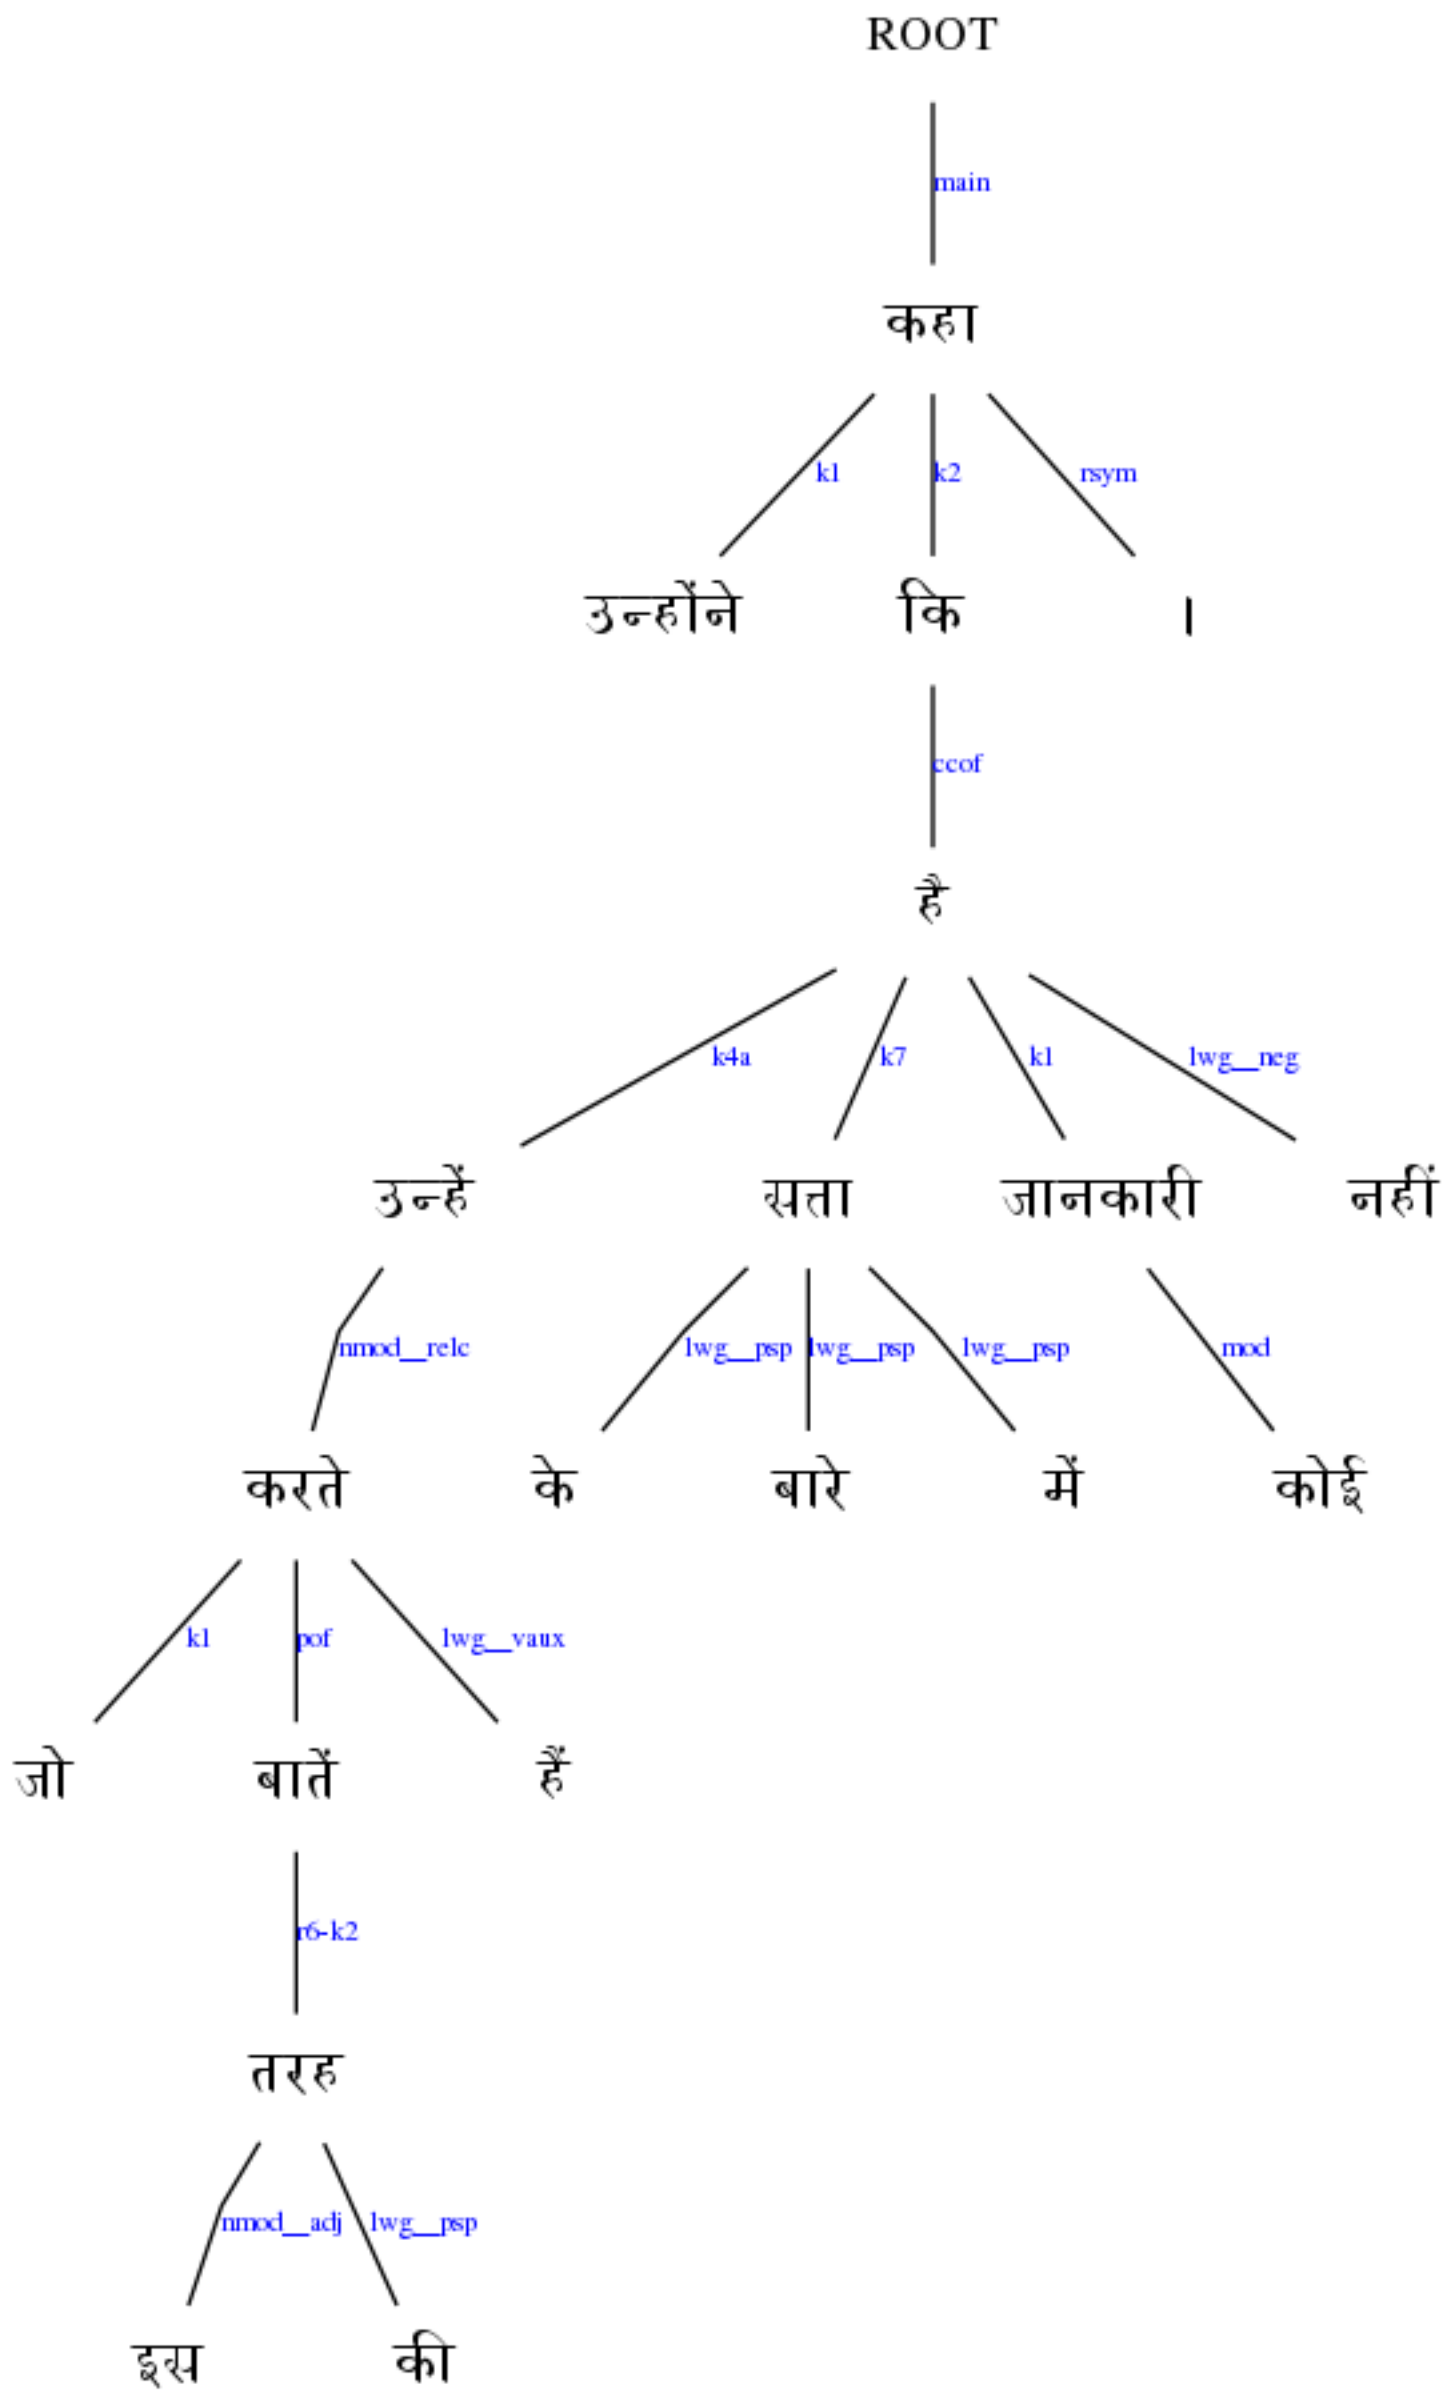 ROOT
main
कहा
k1 k2 rsym
उन्होंने कि ।
ccof
है
k4a k7 k1 lwg__neg
उन्हें सत्ता जानकारी नहीं
nmod__relc lwg__psp lwg__psp lwg__psp mod
करते के बारे में कोई
k1 pof lwg__vaux
जो बातें हैं
r6-k2
तरह
nmod__adj lwg__psp
इस की